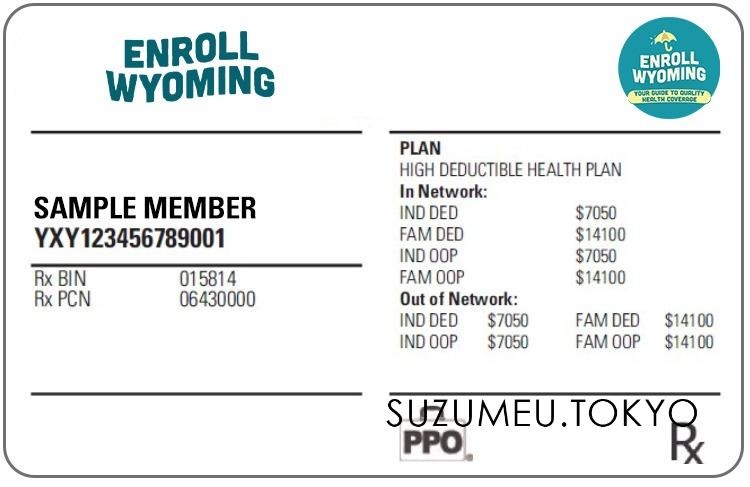 ENROLL
WYOMING
ENROLL
WYOMING
YOUR GUIDE TO QUALITY
HEALTH COVERAGE
SAMPLE MEMBER
YXY123456789001
Rx BIN 015814
Rx PCN 06430000
PLAN
HIGH DEDUCTIBLE HEALTH PLAN
In Network:
IND DED $7050
FAM DED $14100
IND OOP $7050
FAM OOP $14100
Out of Network:
IND DED $7050 FAM DED $14100
IND OOP $7050 FAM OOP $14100
SUZUMEU.TOKYO
PPO®
Rx